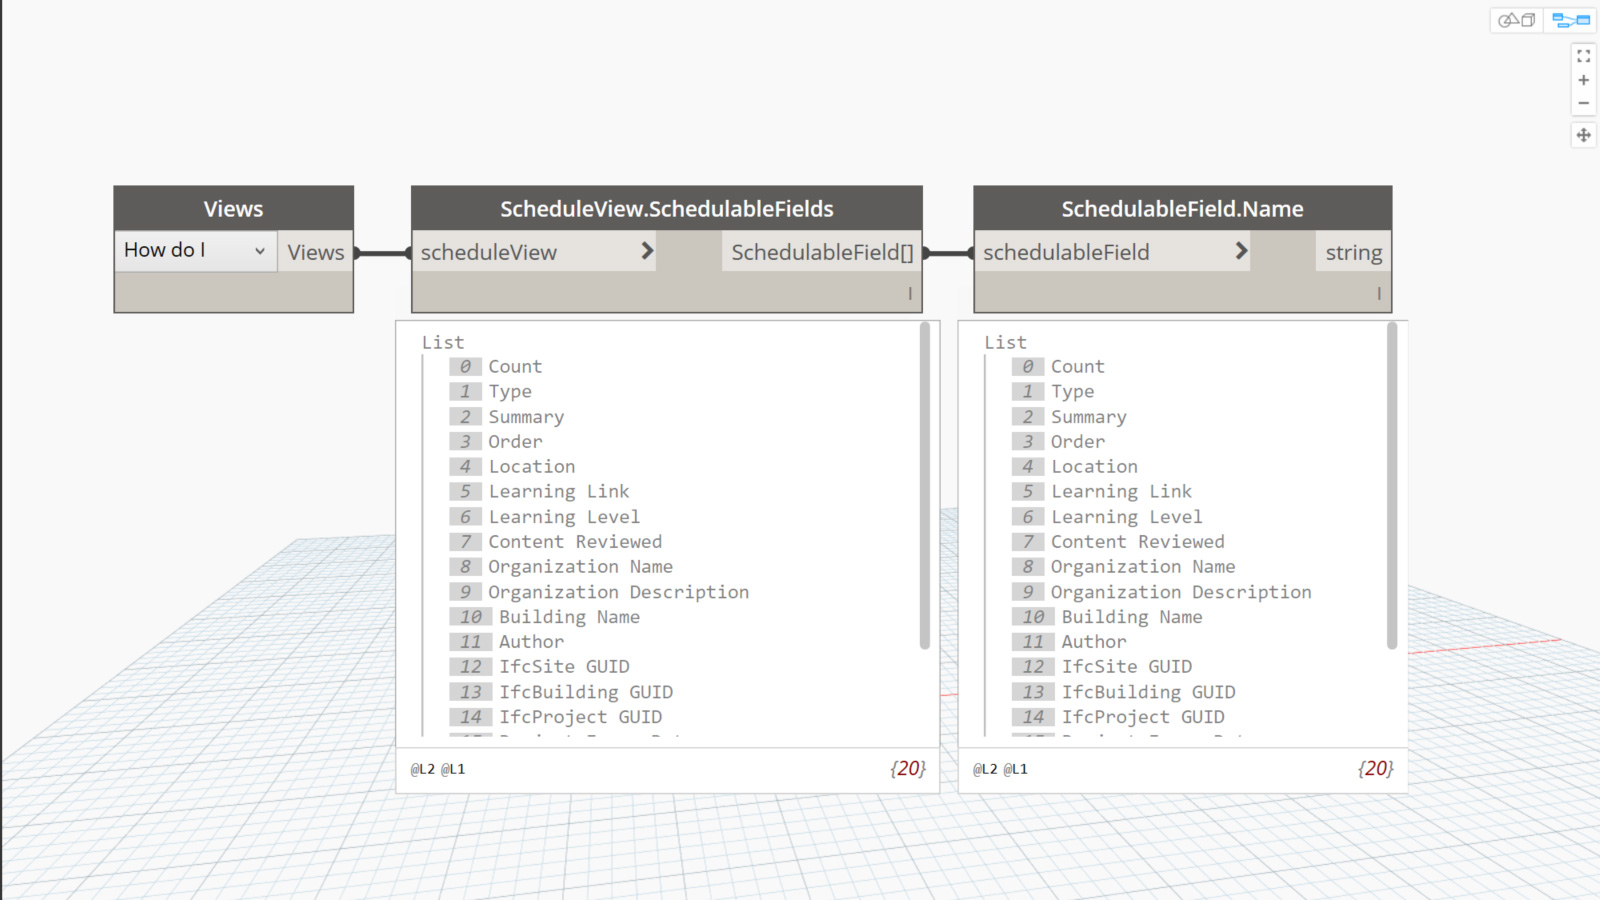 Views
How do I
Views
ScheduleView.SchedulableFields
scheduleView
SchedulableField[]
l
SchedulableField.Name
schedulableField
string
l
List
0 Count
1 Type
2 Summary
3 Order
4 Location
5 Learning Link
6 Learning Level
7 Content Reviewed
8 Organization Name
9 Organization Description
10 Building Name
11 Author
12 IfcSite GUID
13 IfcBuilding GUID
14 IfcProject GUID
@L2 @L1
{20}
List
0 Count
1 Type
2 Summary
3 Order
4 Location
5 Learning Link
6 Learning Level
7 Content Reviewed
8 Organization Name
9 Organization Description
10 Building Name
11 Author
12 IfcSite GUID
13 IfcBuilding GUID
14 IfcProject GUID
@L2 @L1
{20}